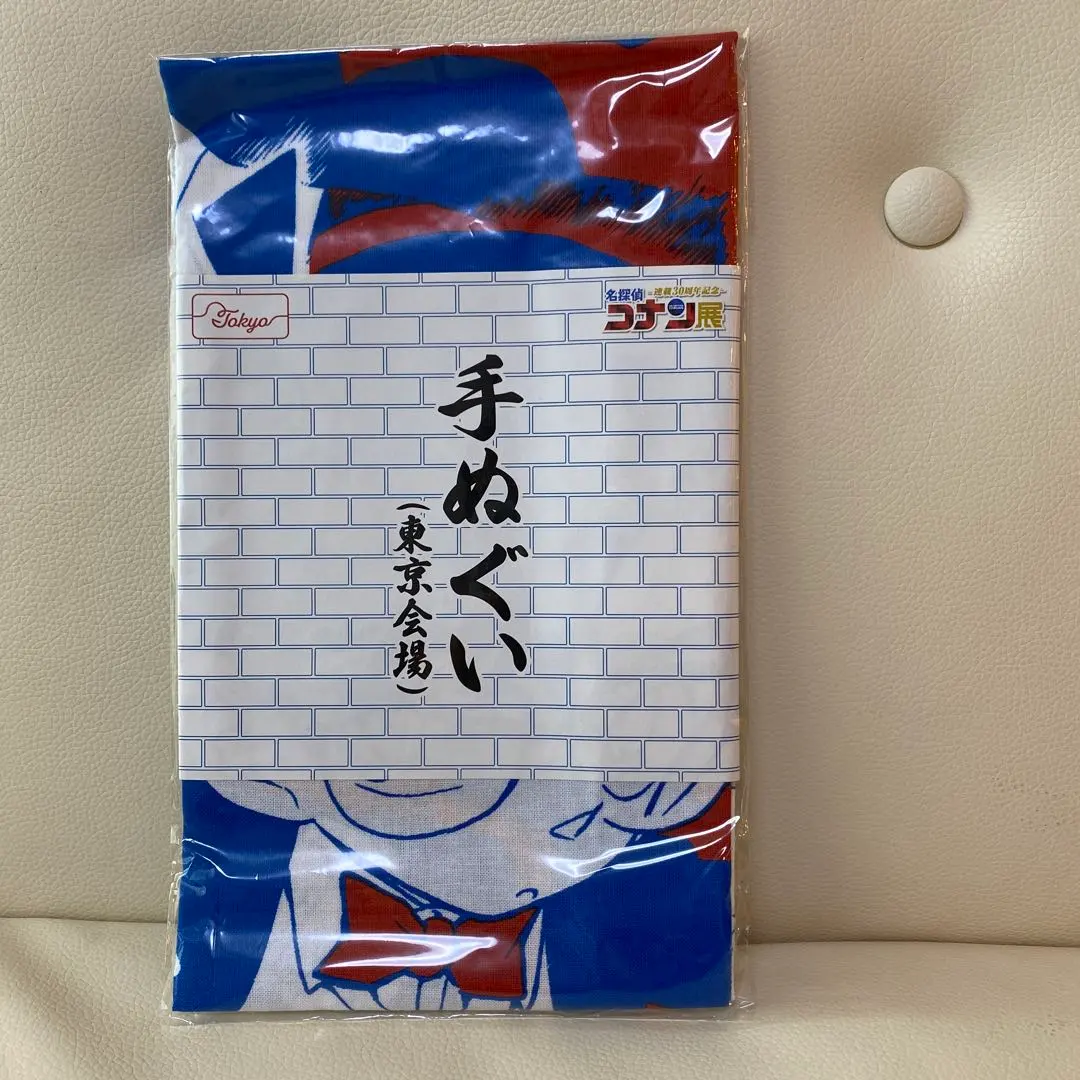 Tokyo
連載30周年記念
名探偵
コナン展
手ぬぐい
(東京会場)